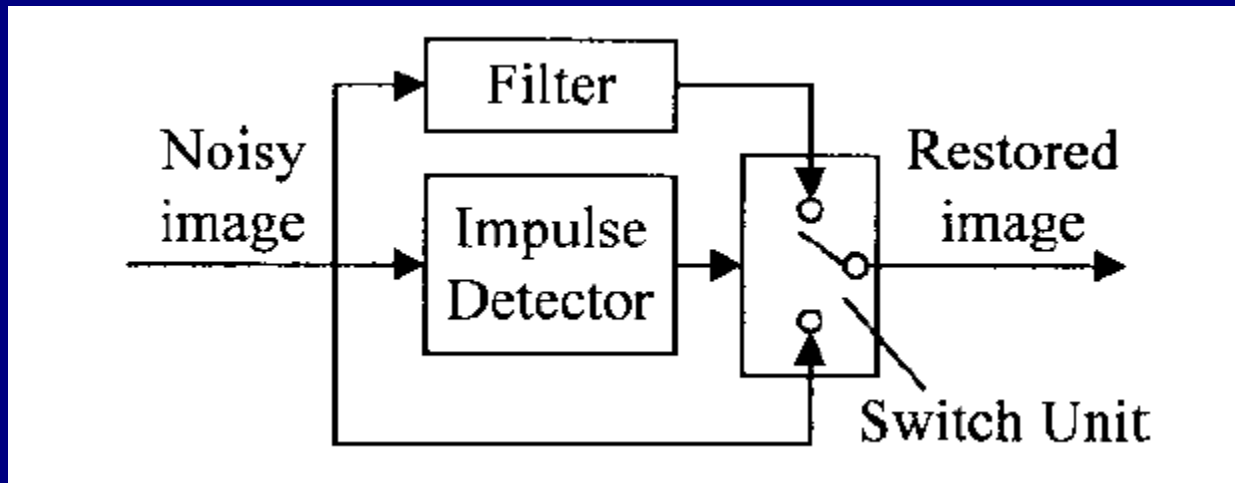 Filter
Noisy
image
Impulse
Detector
Restored
image
Switch Unit